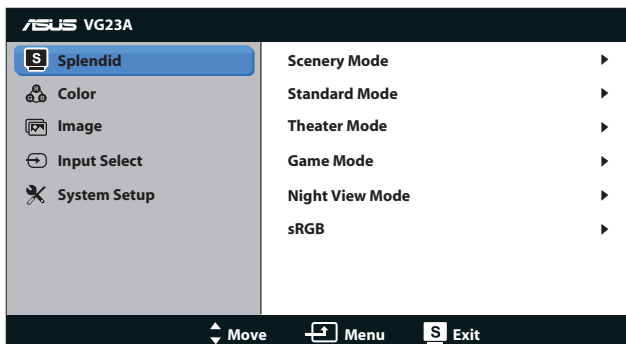 ASUS VG23A
S Splendid
Color
Image
Input Select
System Setup
Scenery Mode
Standard Mode
Theater Mode
Game Mode
Night View Mode
sRGB
Move Menu S Exit